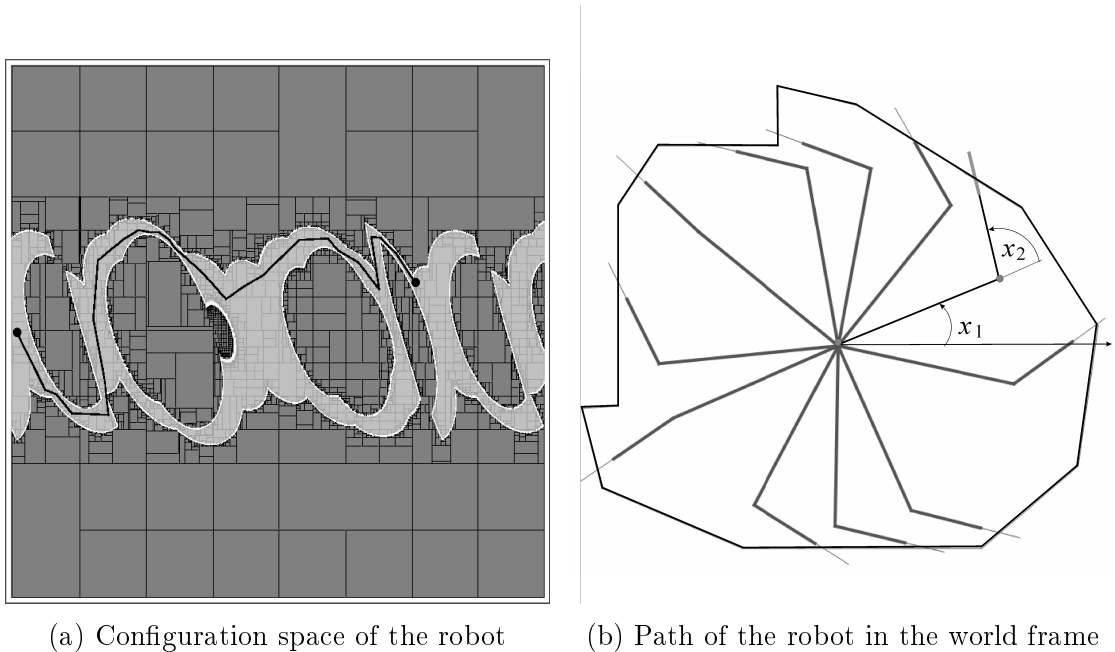 x₂
x₁
(a) Configuration space of the robot
(b) Path of the robot in the world frame